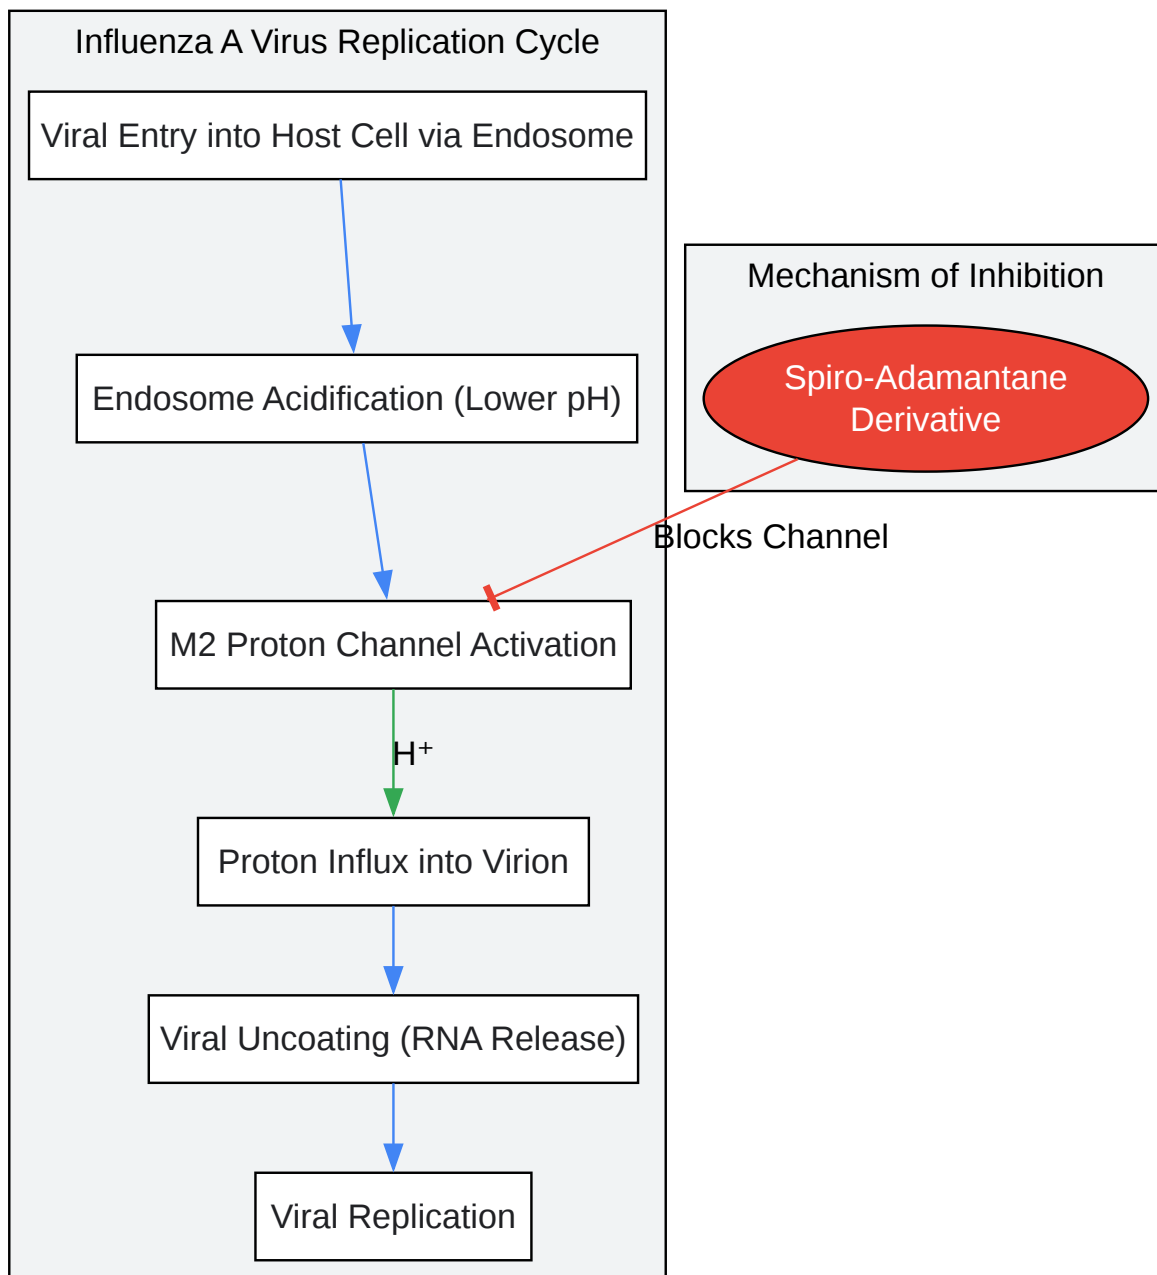 Influenza A Virus Replication Cycle
Viral Entry into Host Cell via Endosome
Mechanism of Inhibition
Spiro-Adamantane
Derivative
Endosome Acidification (Lower pH)
Blocks Channel
M2 Proton Channel Activation
H⁺
Proton Influx into Virion
Viral Uncoating (RNA Release)
Viral Replication